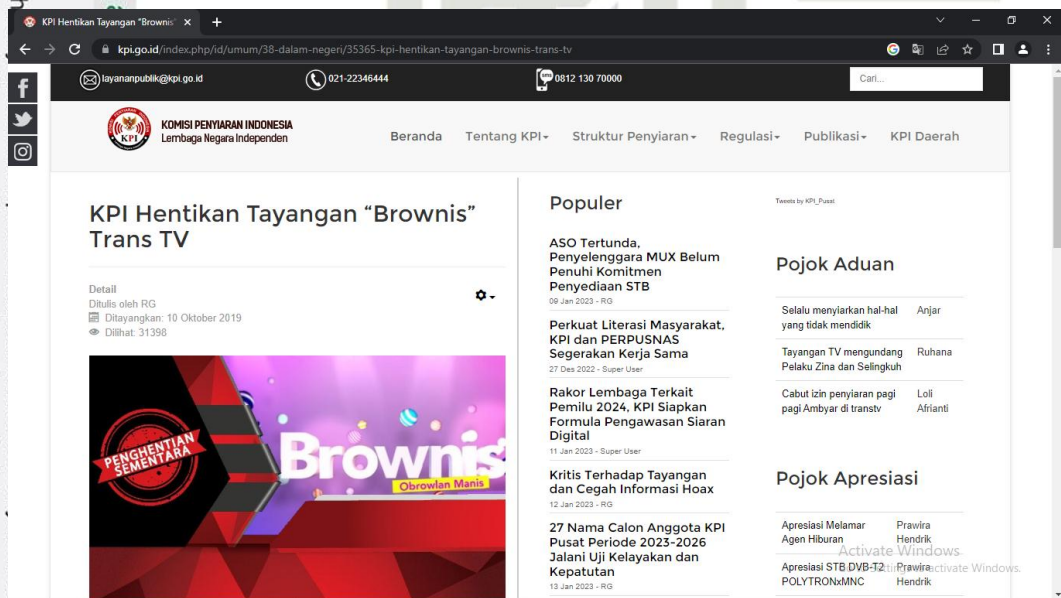 KPI Hentikan Tayangan "Brownis"
kpi.go.id/index.php/id/umum/38-dalam-negeri/35365-kpi-hentikan-tayangan-brownis-trans-tv
layananpublik@kpi.go.id
021-22346444
sms
0812 130 70000
Cari...
KPI
KOMISI PENYIARAN INDONESIA
Lembaga Negara Independen
Beranda
Tentang KPI
Struktur Penyiaran
Regulasi
Publikasi
KPI Daerah
KPI Hentikan Tayangan “Brownis”
Trans TV
Detail
Ditulis oleh RG
Ditayangkan: 10 Oktober 2019
Dilihat: 31398
PENGHENTIAN
SEMENTARA
Brownis
Obrowlan Manis
Populer
ASO Tertunda,
Penyelenggara MUX Belum
Penuhi Komitmen
Penyediaan STB
09 Jan 2023 - RG
Perkuat Literasi Masyarakat,
KPI dan PERPUSNAS
Segerakan Kerja Sama
27 Des 2022 - Super User
Rakor Lembaga Terkait
Pemilu 2024, KPI Siapkan
Formula Pengawasan Siaran
Digital
11 Jan 2023 - Super User
Kritis Terhadap Tayangan
dan Cegah Informasi Hoax
12 Jan 2023 - RG
27 Nama Calon Anggota KPI
Pusat Periode 2023-2026
Jalani Uji Kelayakan dan
Kepatutan
13 Jan 2023 - RG
Tweets by KPI_Pusat
Pojok Aduan
Selalu menyiarkan hal-hal Anjar
yang tidak mendidik
Tayangan TV mengundang Ruhana
Pelaku Zina dan Selingkuh
Cabut izin penyiaran pagi Loli
pagi Ambyar di transtv Afrianti
Pojok Apresiasi
Apresiasi Melamar Prawira
Agen Hiburan Hendrik
Apresiasi STB DVB-T2 Prawira
POLYTRONxMNC Hendrik
Activate Windows
activate Windows.